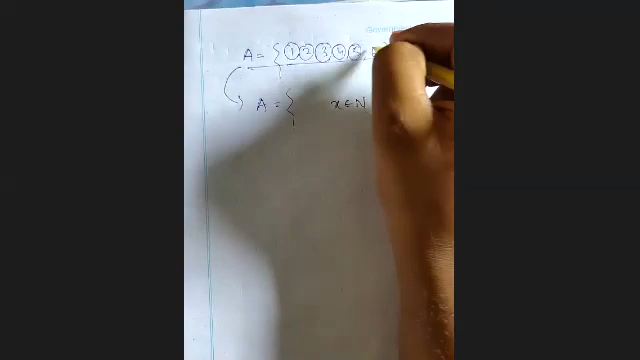 A = { 1 2 3 4 5
A = { x ∈ N